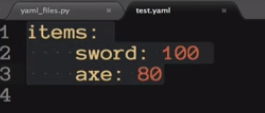 yaml_files.py × test.yaml ×
1 items:
2 sword: 100
3 axe: 80
4